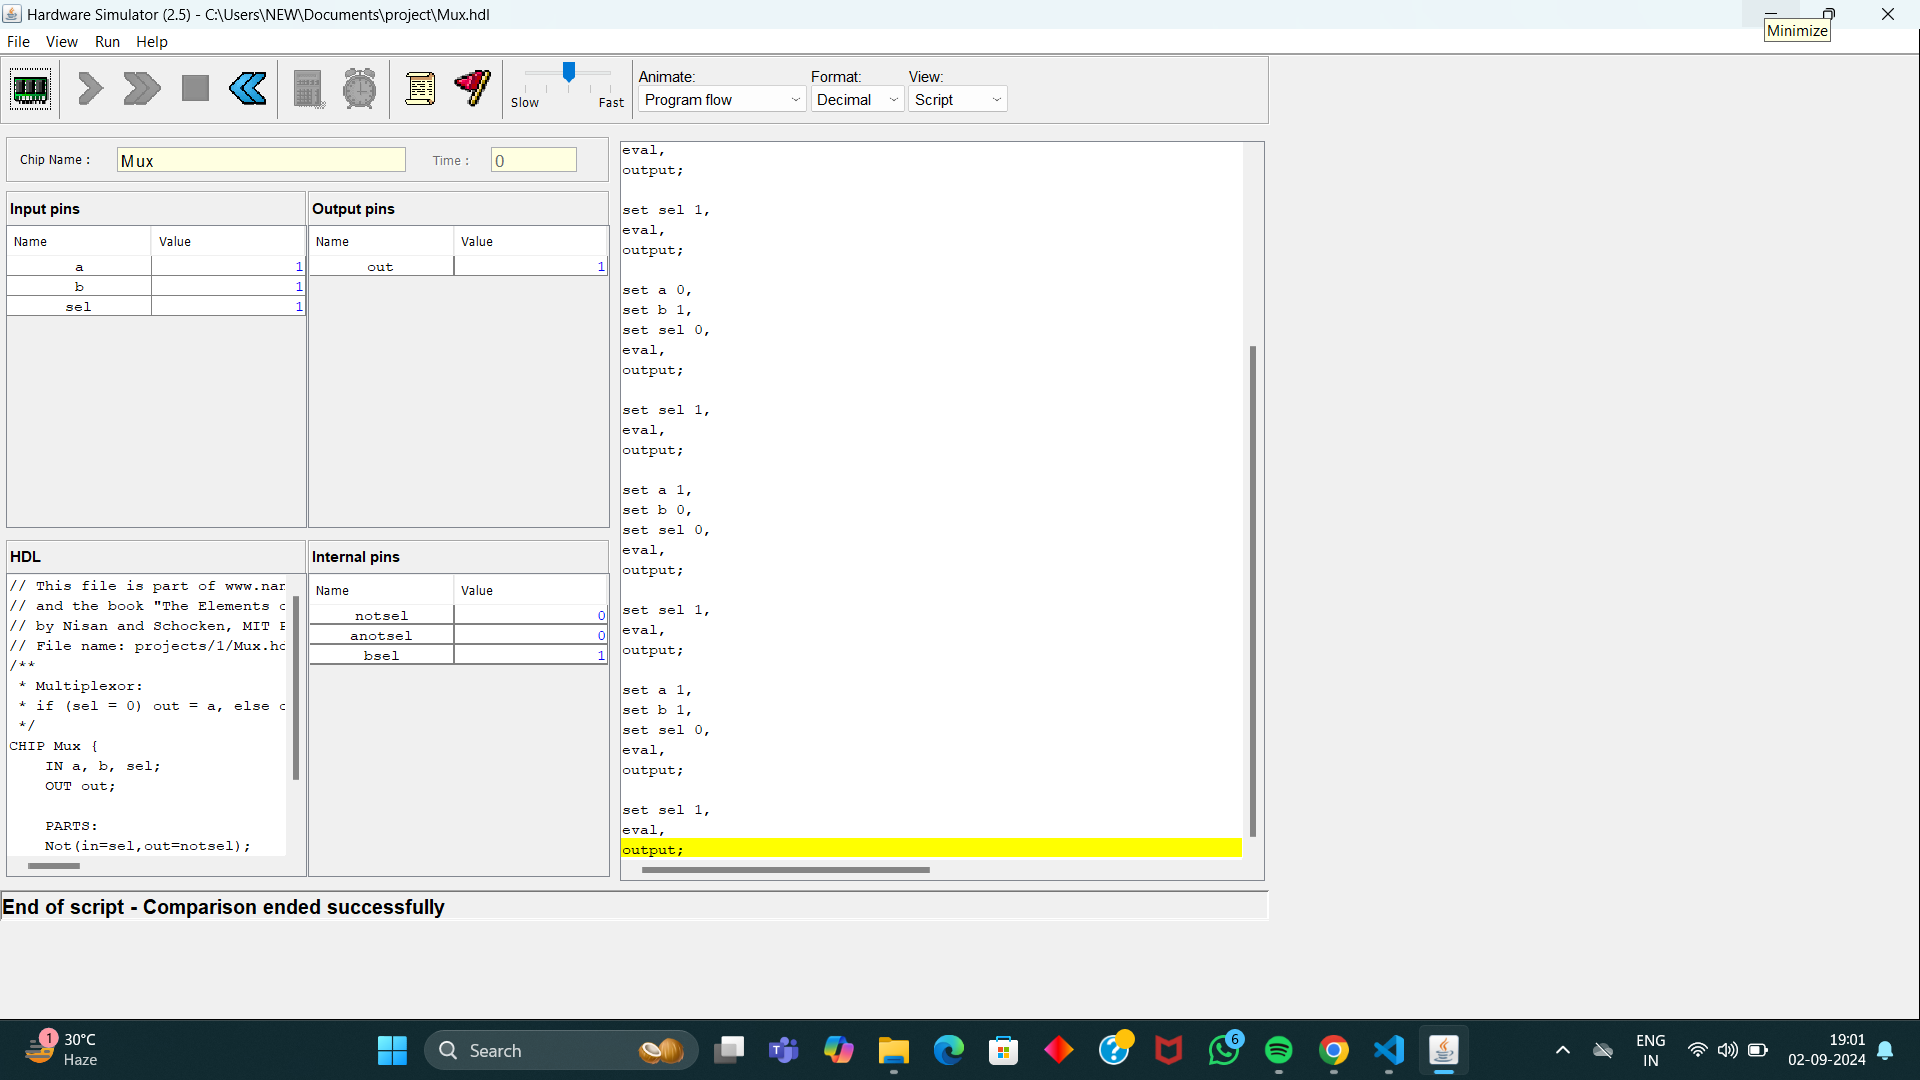 Hardware Simulator (2.5) - C:\Users\NEW\Documents\project\Mux.hdl
Minimize
File View Run Help
Slow Fast
Animate: Format: View:
Program flow Decimal Script
Chip Name : Mux Time : 0
Input pins
Name Value
a 1
b 1
sel 1
Output pins
Name Value
out 1
HDL
// This file is part of www.nan
// and the book "The Elements
// by Nisan and Schocken, MIT
// File name: projects/1/Mux.hd
/**
* Multiplexor:
* if (sel = 0) out = a, else
*/
CHIP Mux {
IN a, b, sel;
OUT out;
PARTS:
Not(in=sel,out=notsel);
Internal pins
Name Value
notsel 0
anotsel 0
bsel 1
eval,
output;
set sel 1,
eval,
output;
set a 0,
set b 1,
set sel 0,
eval,
output;
set sel 1,
eval,
output;
set a 1,
set b 0,
set sel 0,
eval,
output;
set sel 1,
eval,
output;
set a 1,
set b 1,
set sel 0,
eval,
output;
set sel 1,
eval,
output;
End of script - Comparison ended successfully
1
30°C
Haze
Search
6
ENG
IN
19:01
02-09-2024